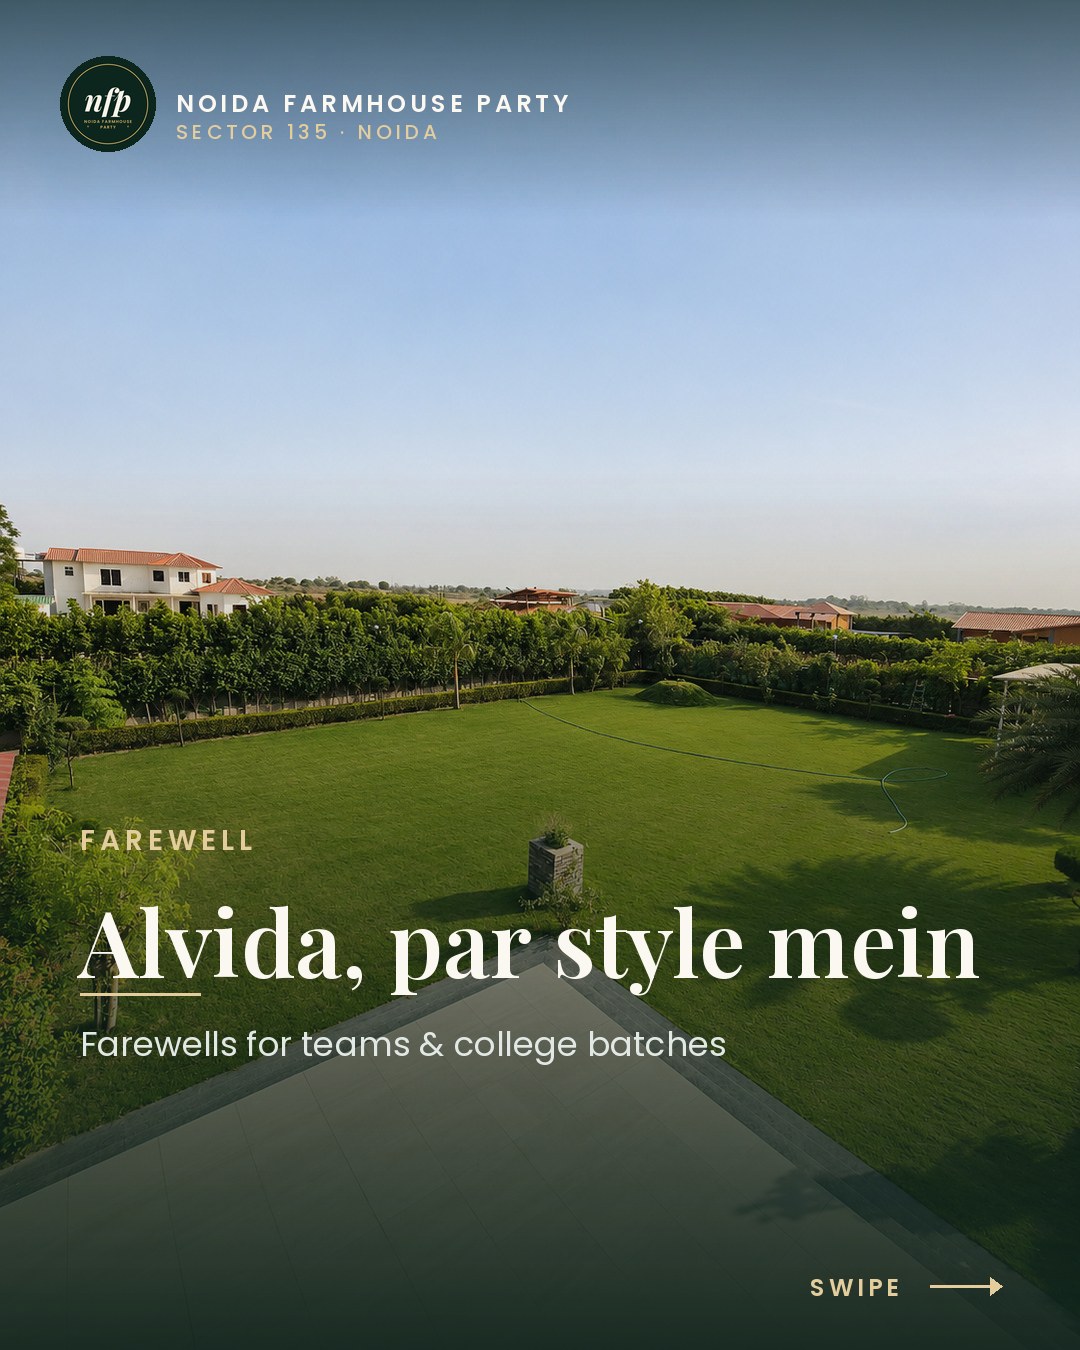 nfp
NOIDA FARMHOUSE
PARTY
NOIDA FARMHOUSE PARTY
SECTOR 135 · NOIDA
FAREWELL
Alvida, par style mein
Farewells for teams & college batches
SWIPE